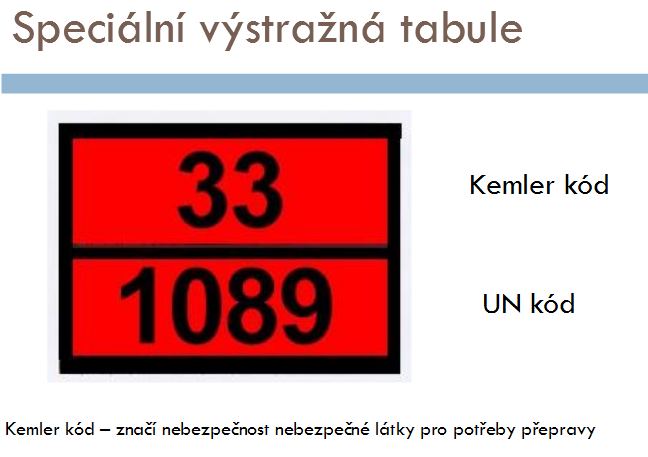 Speciální výstražná tabule
33
Kemler kód
1089
UN kód
Kemler kód – značí nebezpečnost nebezpečné látky pro potřeby přepravy